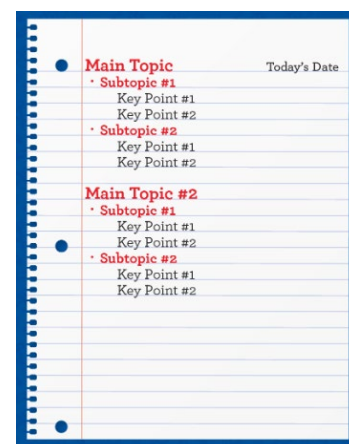 Main Topic Today's Date
· Subtopic #1
Key Point #1
Key Point #2
· Subtopic #2
Key Point #1
Key Point #2
Main Topic #2
· Subtopic #1
Key Point #1
Key Point #2
· Subtopic #2
Key Point #1
Key Point #2